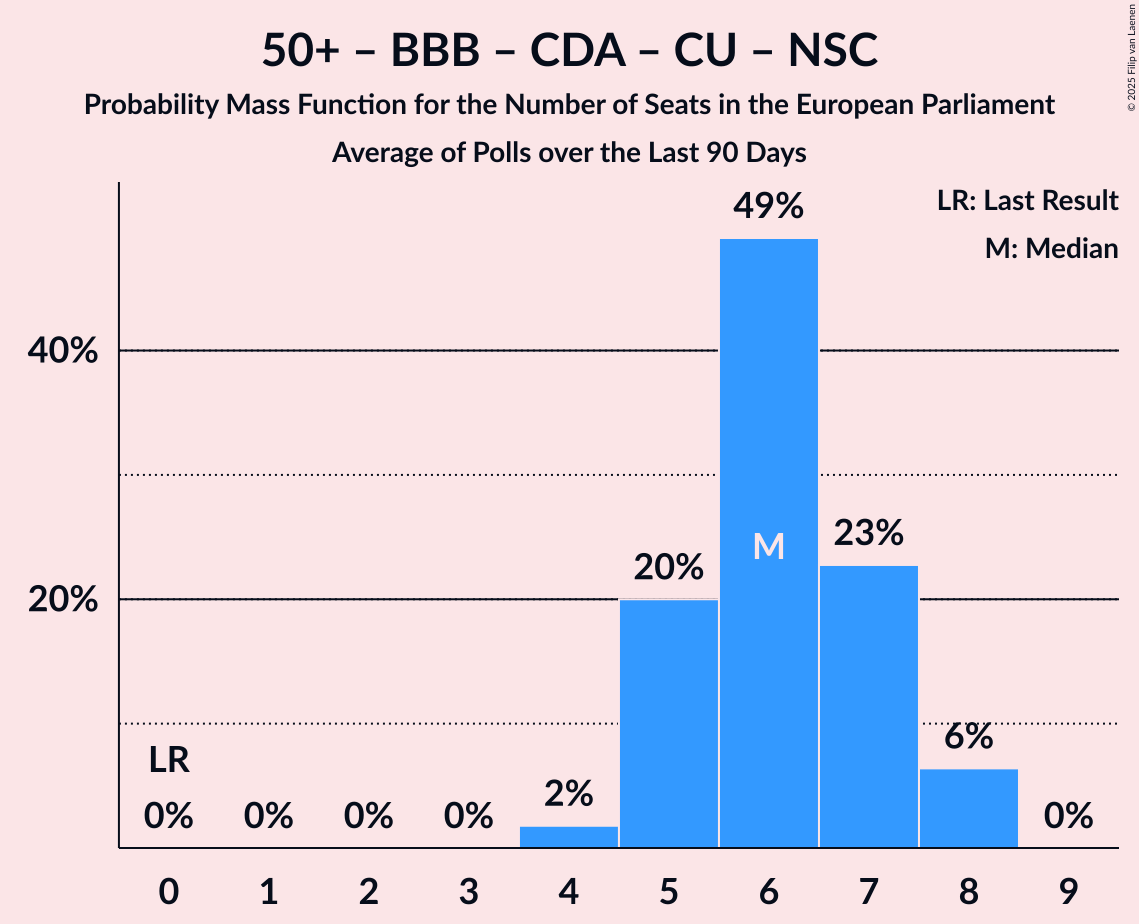 50+ – BBB – CDA – CU – NSC
Probability Mass Function for the Number of Seats in the European Parliament
Average of Polls over the Last 90 Days
© 2025 Filip van Laenen
LR: Last Result
M: Median
49%
40%
M
23%
20%
20%
6%
LR
2%
0% 0% 0% 0% 0%
0 1 2 3 4 5 6 7 8 9